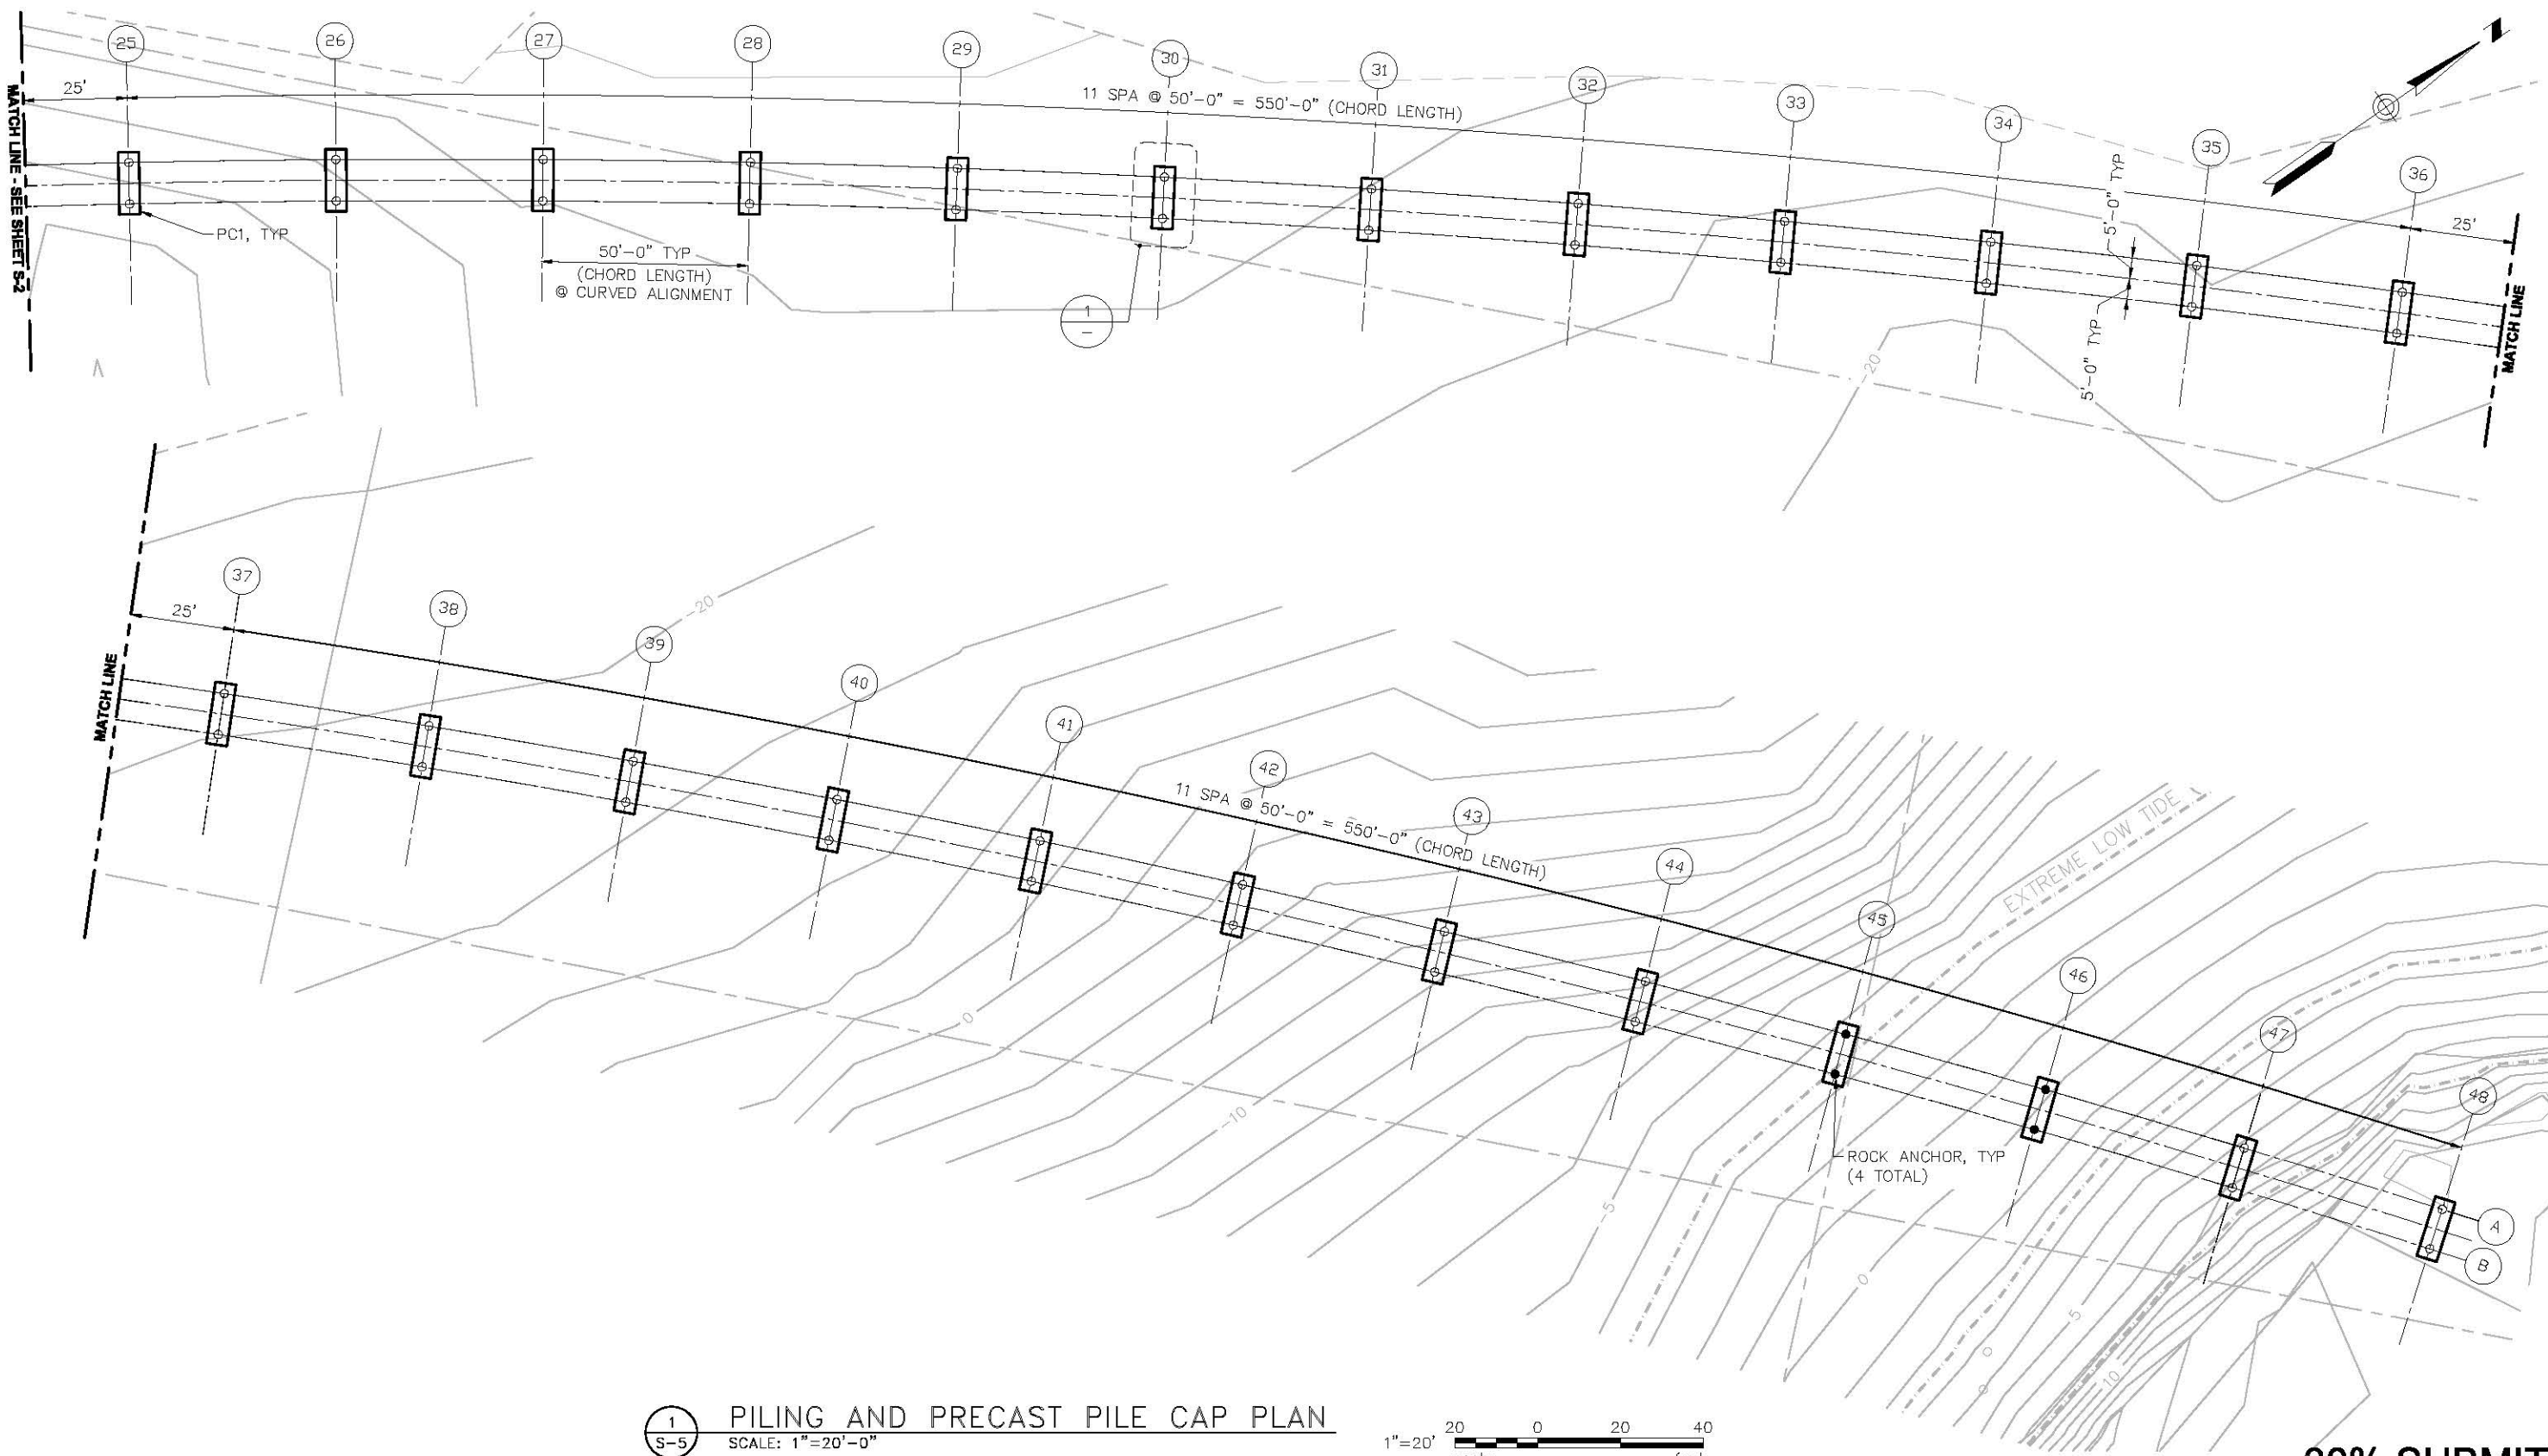 25
26
27
28
29
30
31
32
33
34
35
36
N
MATCH LINE - SEE SHEET S-2
25'
11 SPA @ 50'-0" = 550'-0" (CHORD LENGTH)
25'
PC1, TYP
50'-0" TYP
(CHORD LENGTH)
@ CURVED ALIGNMENT
1
-
5'-0" TYP
5'-0" TYP
-20
MATCH LINE
MATCH LINE
25'
37
38
39
40
41
42
43
44
45
46
47
48
-20
11 SPA @ 50'-0" = 550'-0" (CHORD LENGTH)
EXTREME LOW TIDE
0
-10
-5
0
5
0
0
10
ROCK ANCHOR, TYP
(4 TOTAL)
A
B
1
S-5
PILING AND PRECAST PILE CAP PLAN
SCALE: 1"=20'-0"
1"=20'
20 0 20 40